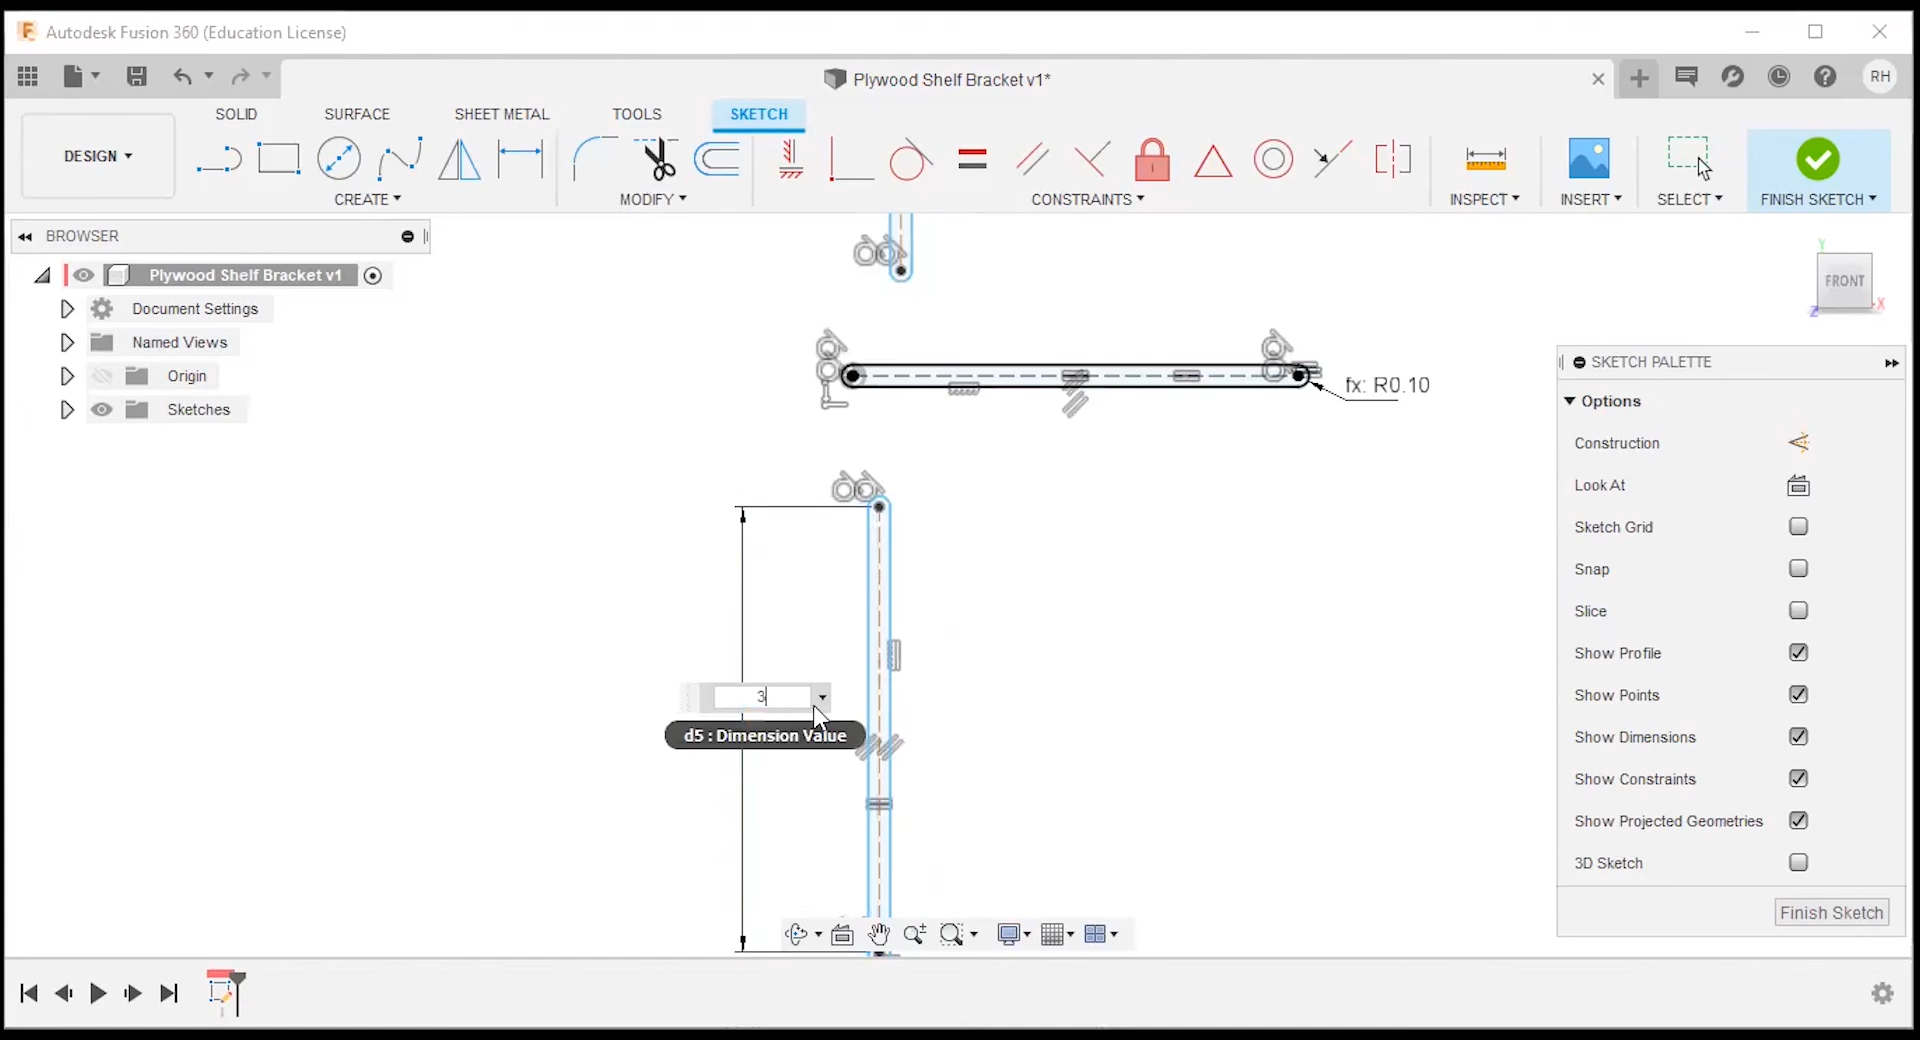 Autodesk Fusion 360 (Education License)
Plywood Shelf Bracket v1*
RH
SOLID
SURFACE
SHEET METAL
TOOLS
SKETCH
DESIGN
CREATE
MODIFY
CONSTRAINTS
INSPECT
INSERT
SELECT
FINISH SKETCH
BROWSER
Plywood Shelf Bracket v1
Document Settings
Named Views
Origin
Sketches
Y
FRONT
X
Z
fx: R0.10
3
d5 : Dimension Value
SKETCH PALETTE
Options
Construction
Look At
Sketch Grid
Snap
Slice
Show Profile
Show Points
Show Dimensions
Show Constraints
Show Projected Geometries
3D Sketch
Finish Sketch